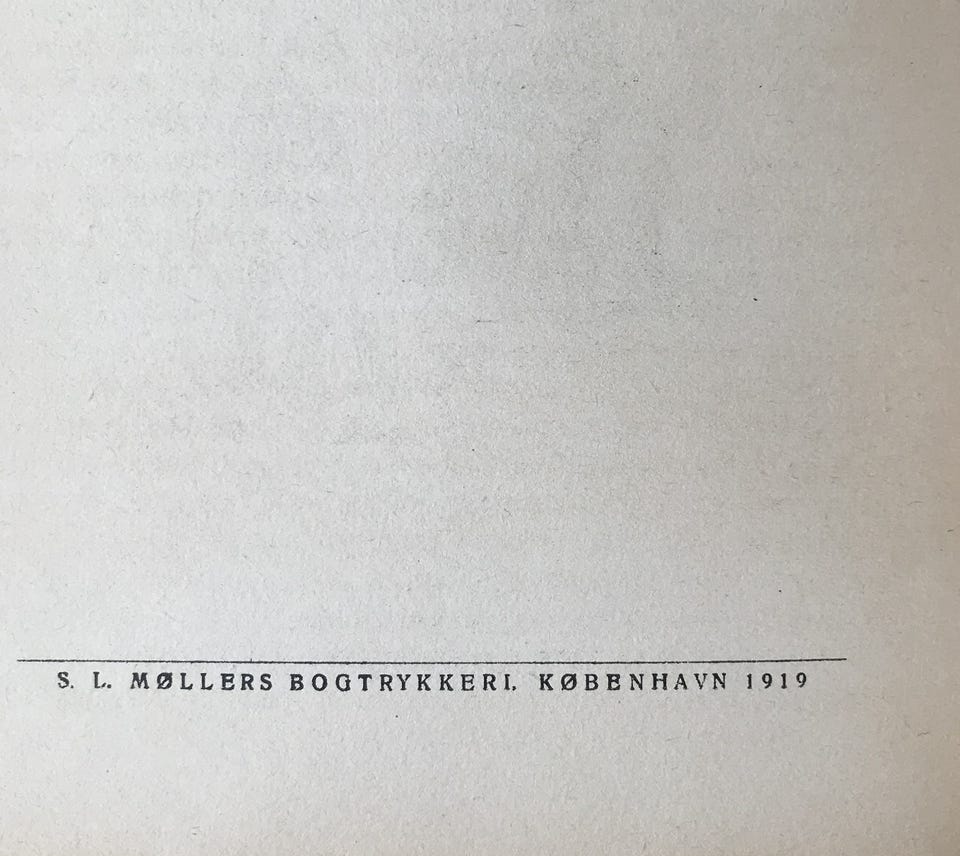 S. L. MØLLERS BOGTRYKKERI. KØBENHAVN 1919